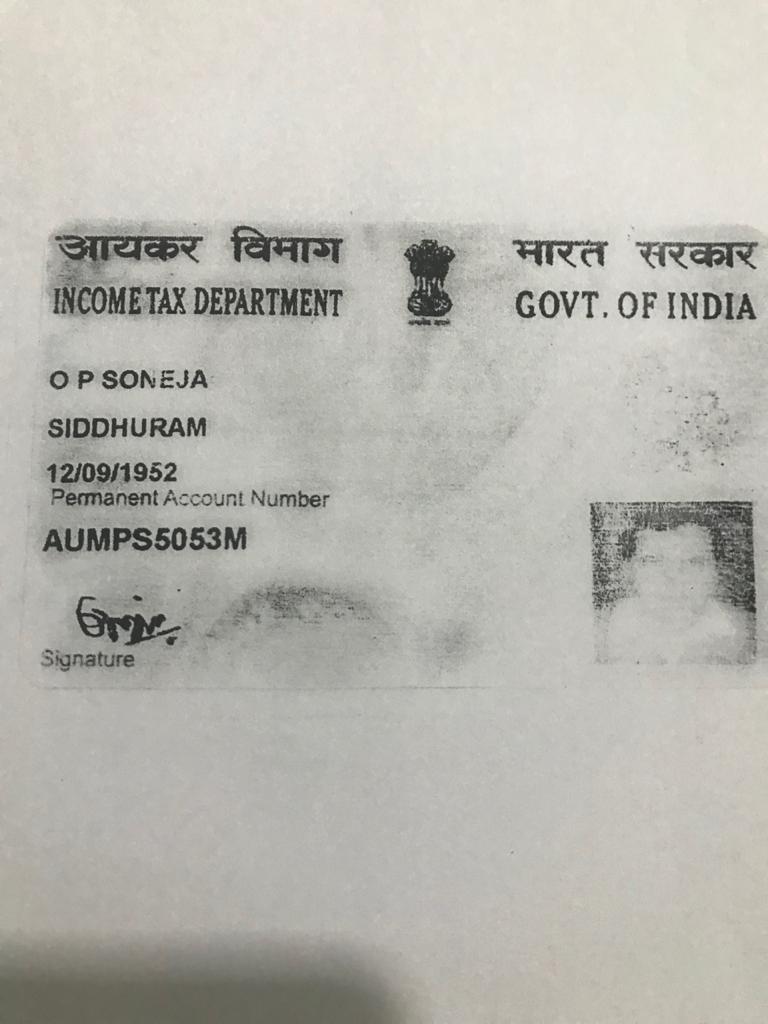 आयकर विभाग भारत सरकार
INCOME TAX DEPARTMENT GOVT. OF INDIA
O P SONEJA
SIDDHURAM
12/09/1952
Permanent Account Number
AUMPS5053M
Signature